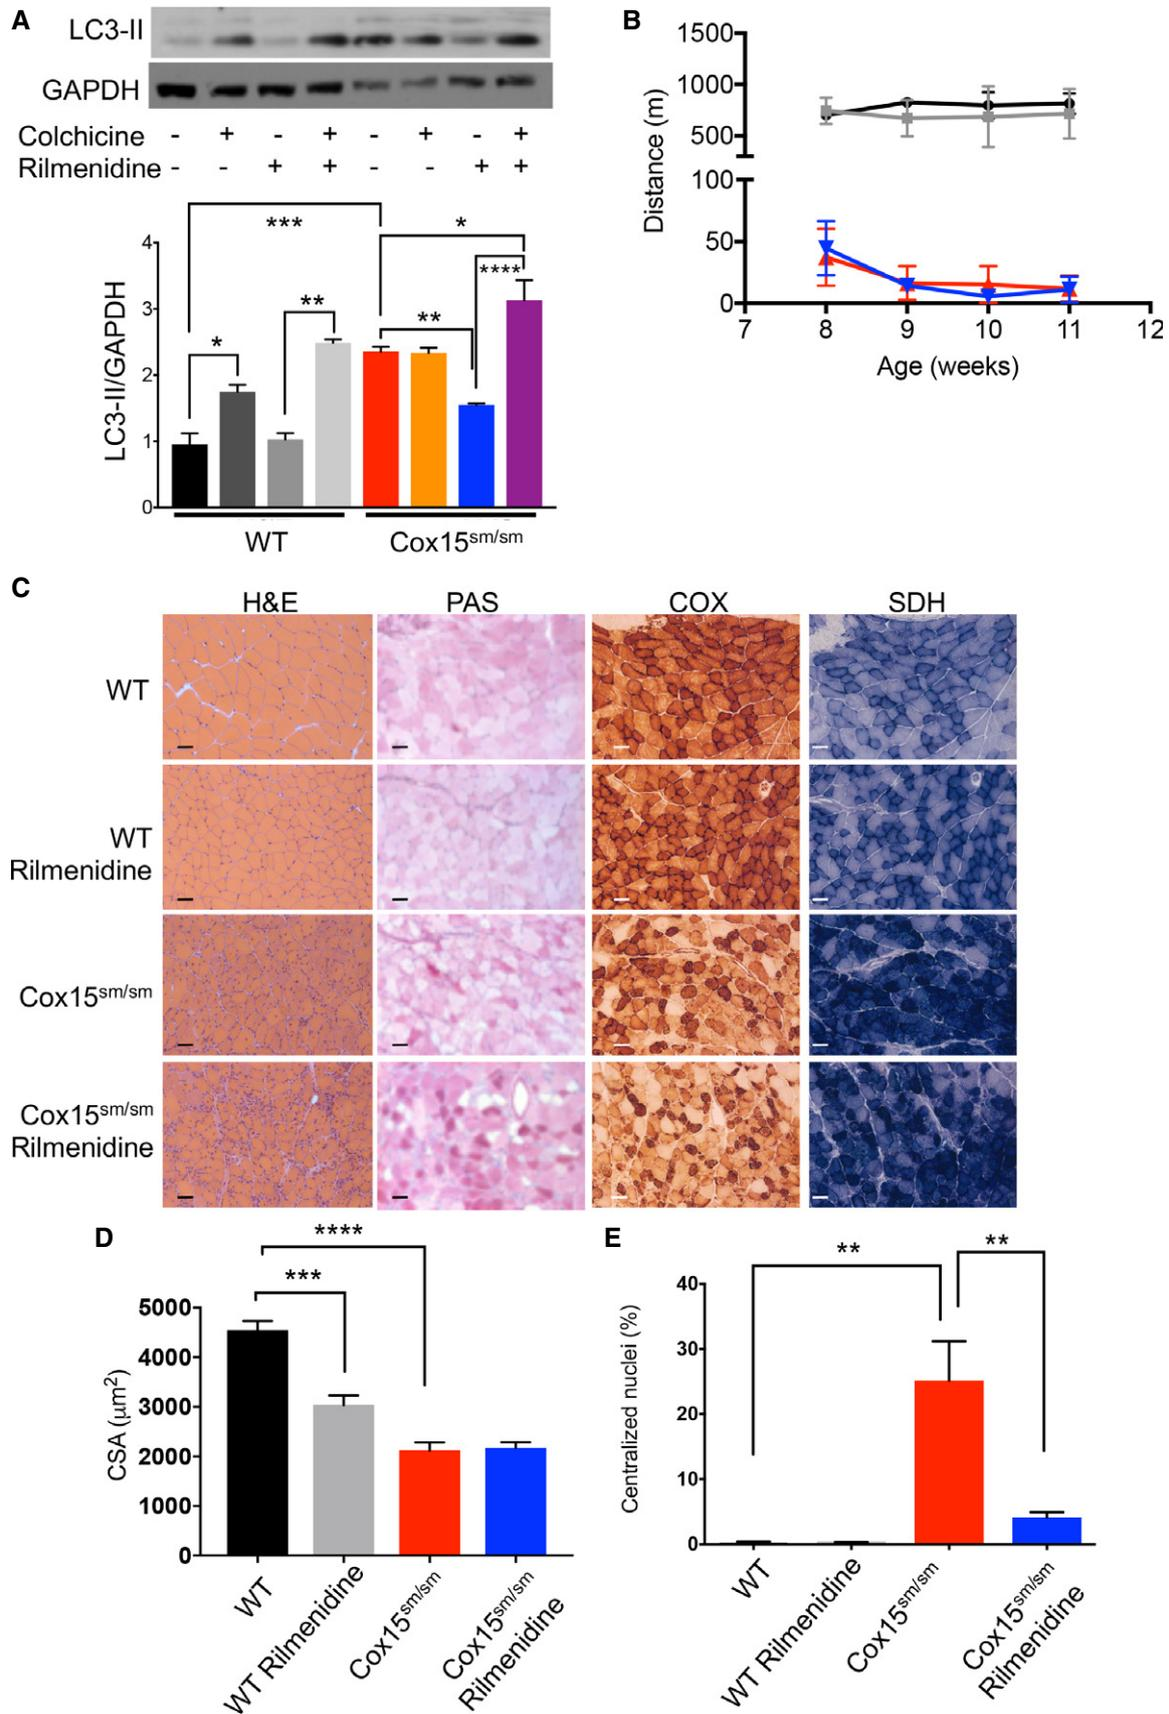 A
LC3-II
GAPDH
Colchicine - + - + - + - +
Rilmenidine - - + + - - + +
*** *
****
** **
*
4
3
2
1
0
LC3-II/GAPDH
WT Cox15sm/sm
B
1500
1000
500
100
50
0
Distance (m)
7 8 9 10 11 12
Age (weeks)
C
H&E PAS COX SDH
WT
WT
Rilmenidine
Cox15sm/sm
Cox15sm/sm
Rilmenidine
D
****
***
5000
4000
3000
2000
1000
0
CSA (μm2)
WT
WT Rilmenidine
Cox15sm/sm
Cox15sm/sm
Rilmenidine
E
** **
40
30
20
10
0
Centralized nuclei (%)
WT
WT Rilmenidine
Cox15sm/sm
Cox15sm/sm
Rilmenidine